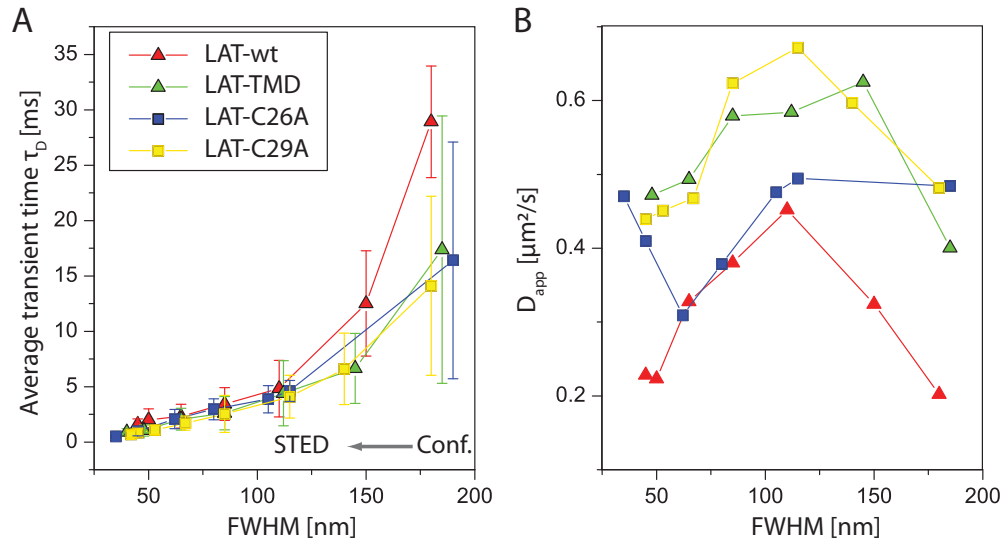 A
B
Average transient time τD [ms]
35
30
25
20
15
10
5
0
LAT-wt
LAT-TMD
LAT-C26A
LAT-C29A
STED
Conf.
50
100
150
200
FWHM [nm]
Dapp [µm²/s]
0.6
0.4
0.2
50
100
150
200
FWHM [nm]